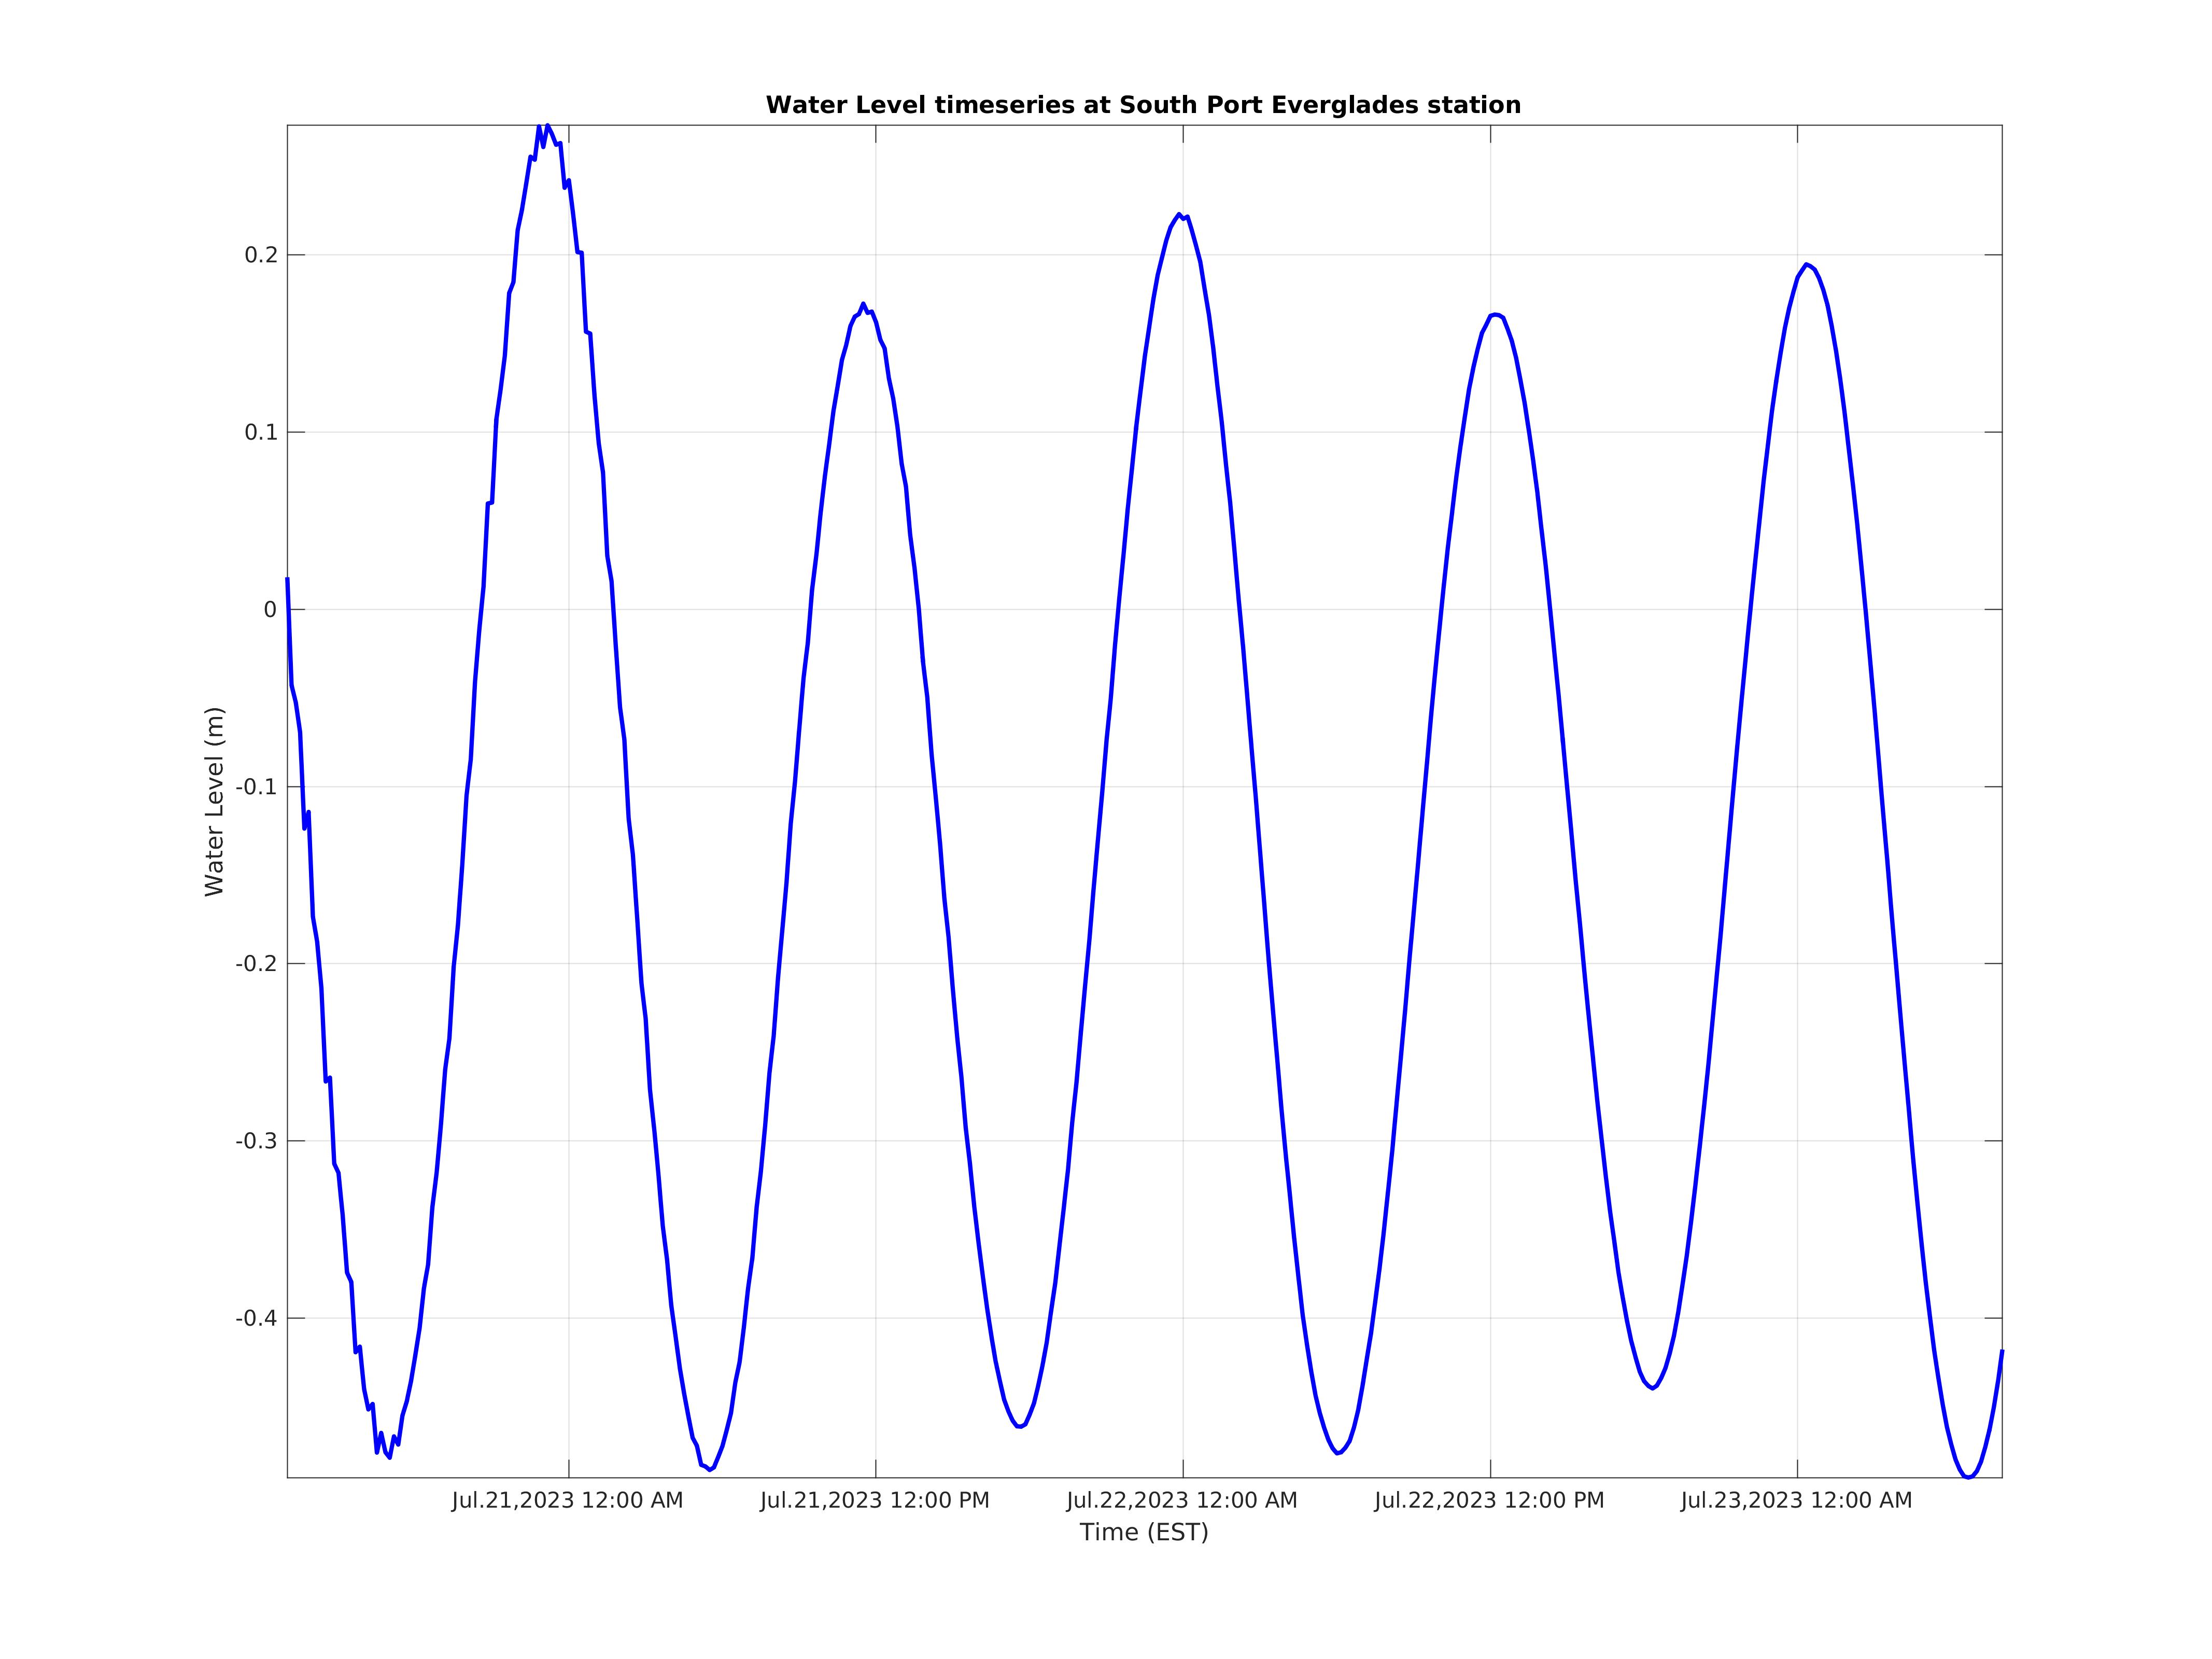 Water Level timeseries at South Port Everglades station
0.2
0.1
0
-0.1
-0.2
-0.3
-0.4
Water Level (m)
Jul.21,2023 12:00 AM
Jul.21,2023 12:00 PM
Jul.22,2023 12:00 AM
Jul.22,2023 12:00 PM
Jul.23,2023 12:00 AM
Time (EST)